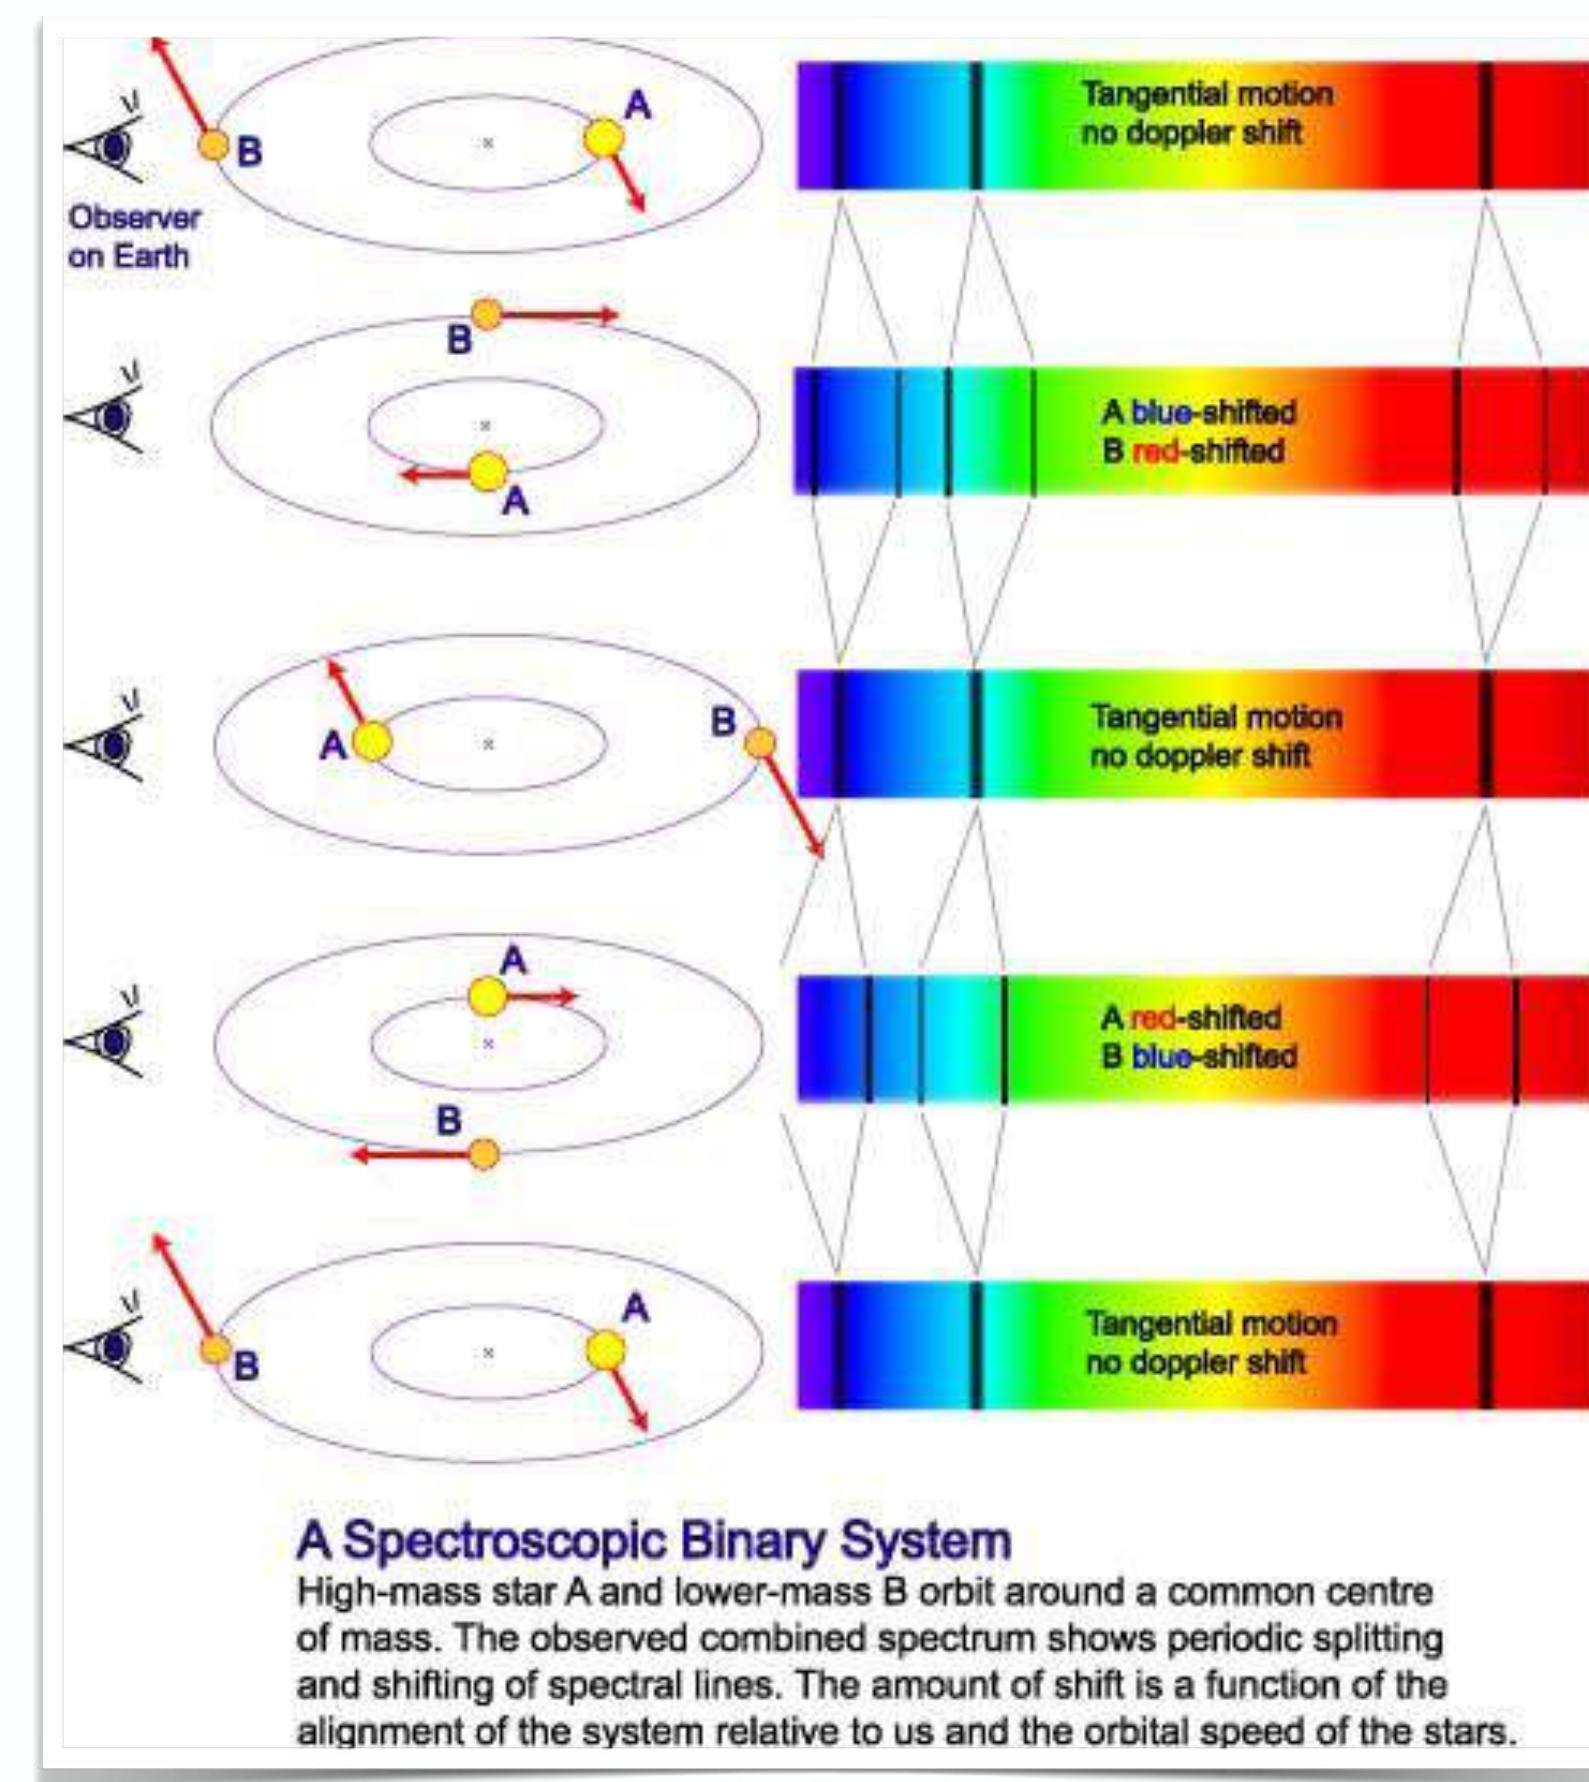 A
B
Tangential motion
no doppler shift
Observer
on Earth
B
A
A blue-shifted
B red-shifted
A
B
Tangential motion
no doppler shift
A
B
A red-shifted
B blue-shifted
A
B
Tangential motion
no doppler shift
A Spectroscopic Binary System
High-mass star A and lower-mass B orbit around a common centre
of mass. The observed combined spectrum shows periodic splitting
and shifting of spectral lines. The amount of shift is a function of the
alignment of the system relative to us and the orbital speed of the stars.